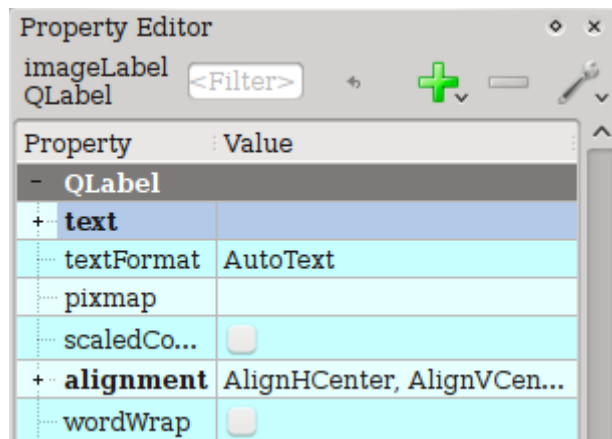 Property Editor
imageLabel
QLabel
<Filter>
Property Value
QLabel
text
textFormat AutoText
pixmap
scaledCo...
alignment AlignHCenter, AlignVCen...
wordWrap